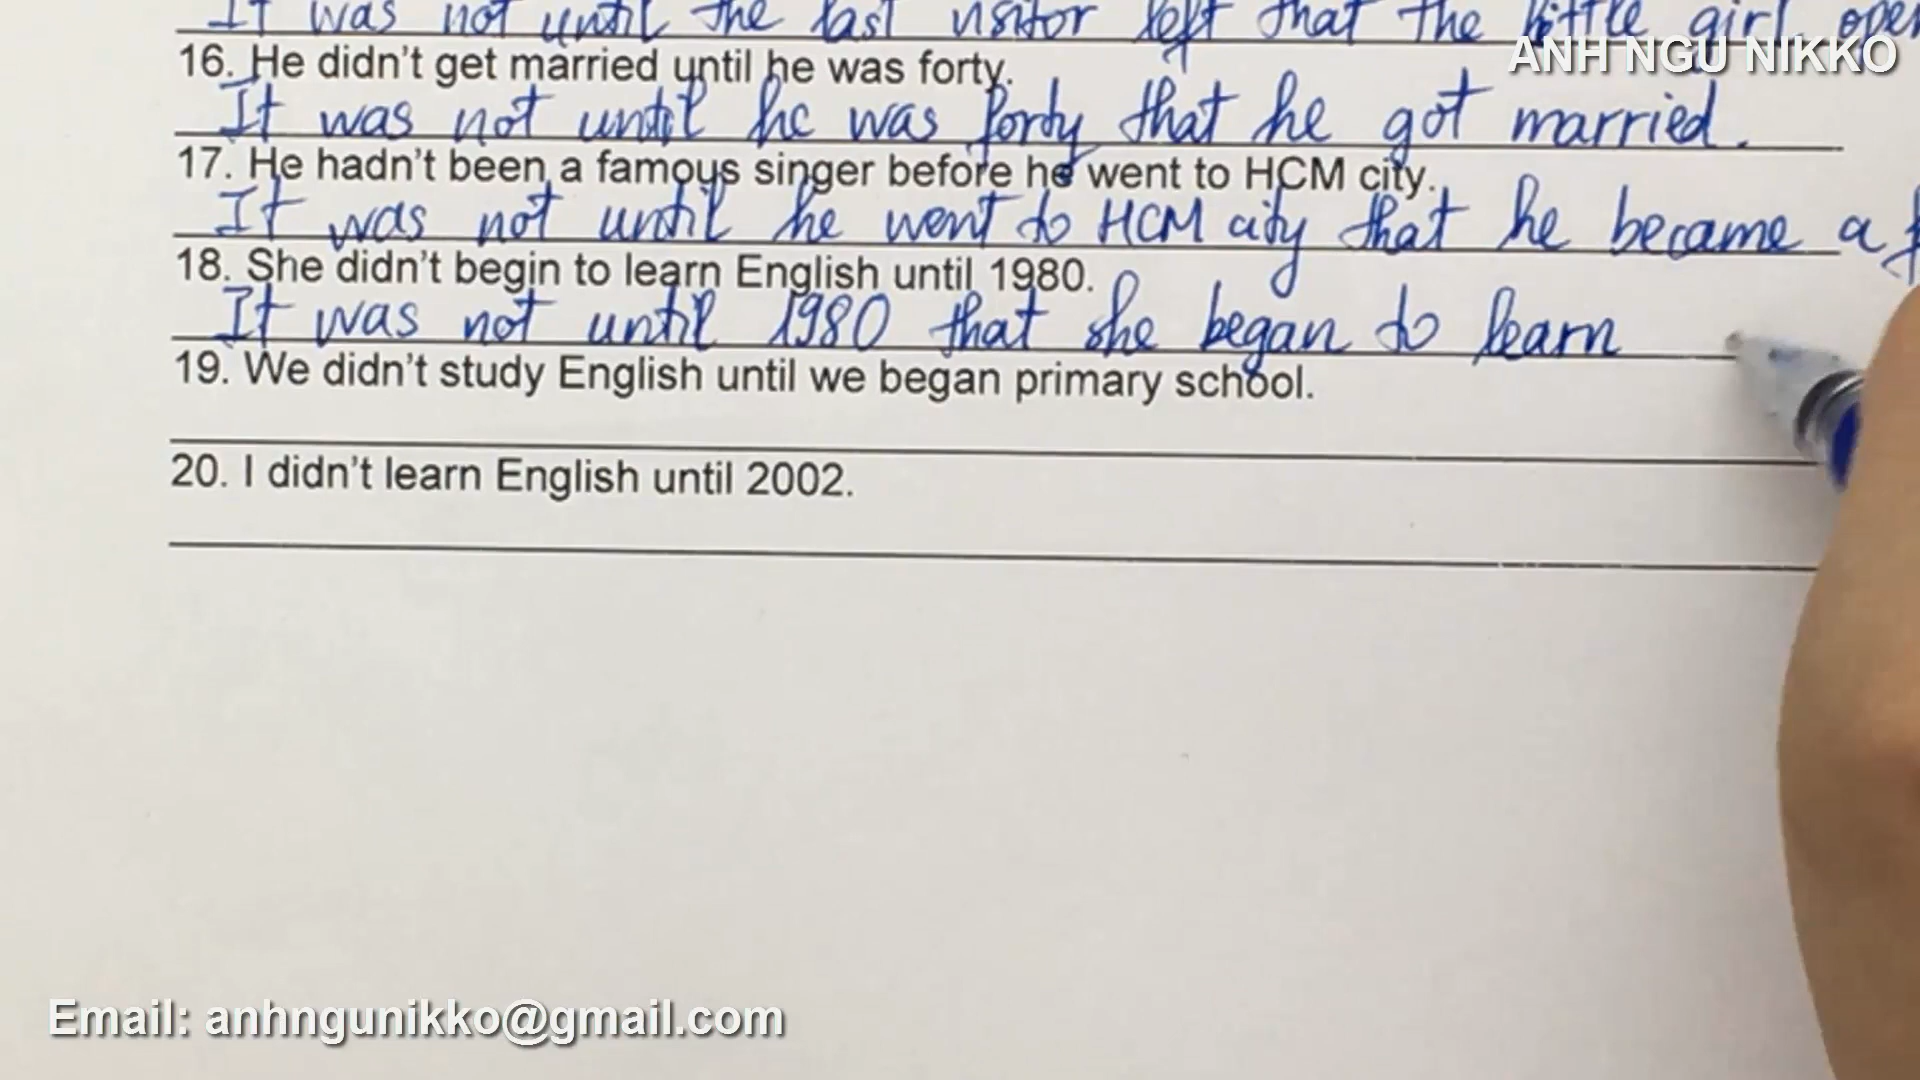 It was not until the last visitor left that the little girl open
ANH NGU NIKKO
16. He didn't get married until he was forty.
It was not until he was forty that he got married.
17. He hadn't been a famous singer before he went to HCM city.
It was not until he went to HCM city that he became a f
18. She didn't begin to learn English until 1980.
It was not until 1980 that she began to learn
19. We didn't study English until we began primary school.
20. I didn't learn English until 2002.
Email: anhngunikko@gmail.com